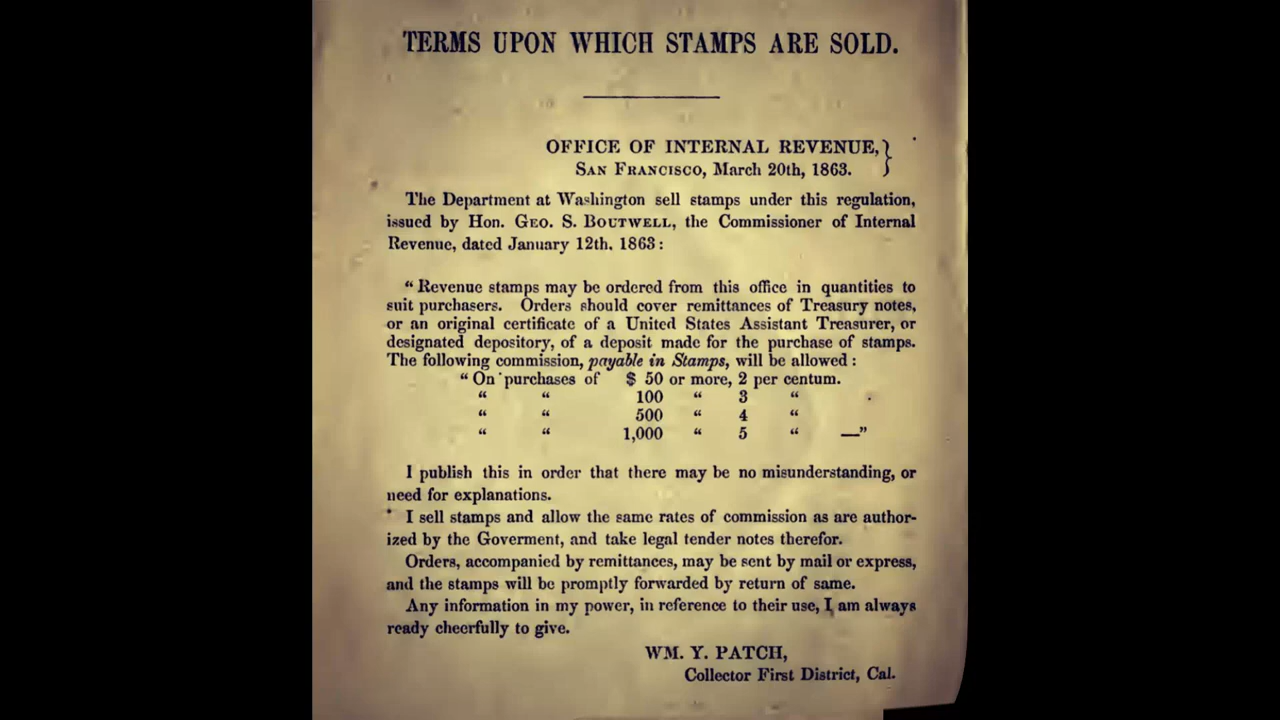 TERMS UPON WHICH STAMPS ARE SOLD.
OFFICE OF INTERNAL REVENUE, }
SAN FRANCISCO, March 20th, 1863.
The Department at Washington sell stamps under this regulation,
issued by Hon. GEO. S. BOUTWELL, the Commissioner of Internal
Revenue, dated January 12th, 1863:
"Revenue stamps may be ordered from this office in quantities to
suit purchasers. Orders should cover remittances of Treasury notes,
or an original certificate of a United States Assistant Treasurer, or
designated depository, of a deposit made for the purchase of stamps.
The following commission, payable in Stamps, will be allowed:
"On purchases of $ 50 or more, 2 per centum.
" " 100 " 3 "
" " 500 " 4 "
" " 1,000 " 5 " —"
I publish this in order that there may be no misunderstanding, or
need for explanations.
I sell stamps and allow the same rates of commission as are author-
ized by the Goverment, and take legal tender notes therefor.
Orders, accompanied by remittances, may be sent by mail or express,
and the stamps will be promptly forwarded by return of same.
Any information in my power, in reference to their use, I am always
ready cheerfully to give.
WM. Y. PATCH,
Collector First District, Cal.